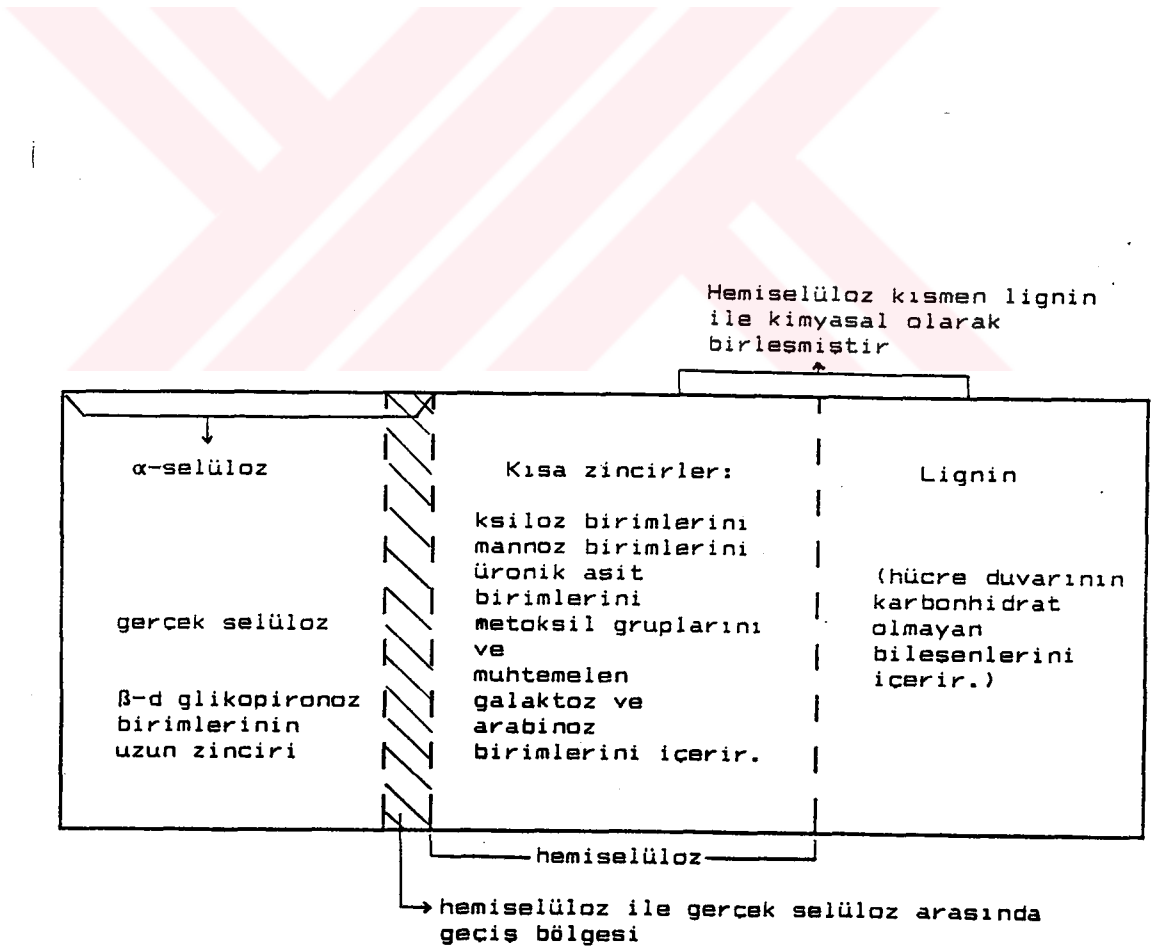 Hemiselüloz kısmen lignin
ile kimyasal olarak
birleşmiştir
α-selüloz
gerçek selüloz
β-d glikopironoz
birimlerinin
uzun zinciri
Kısa zincirler:
ksiloz birimlerini
mannoz birimlerini
üronik asit
birimlerini
metoksil gruplarını
ve
muhtemelen
galaktoz ve
arabinoz
birimlerini içerir.
Lignin
(hücre duvarının
karbonhidrat
olmayan
bileşenlerini
içerir.)
hemiselüloz
hemiselüloz ile gerçek selüloz arasında
geçiş bölgesi